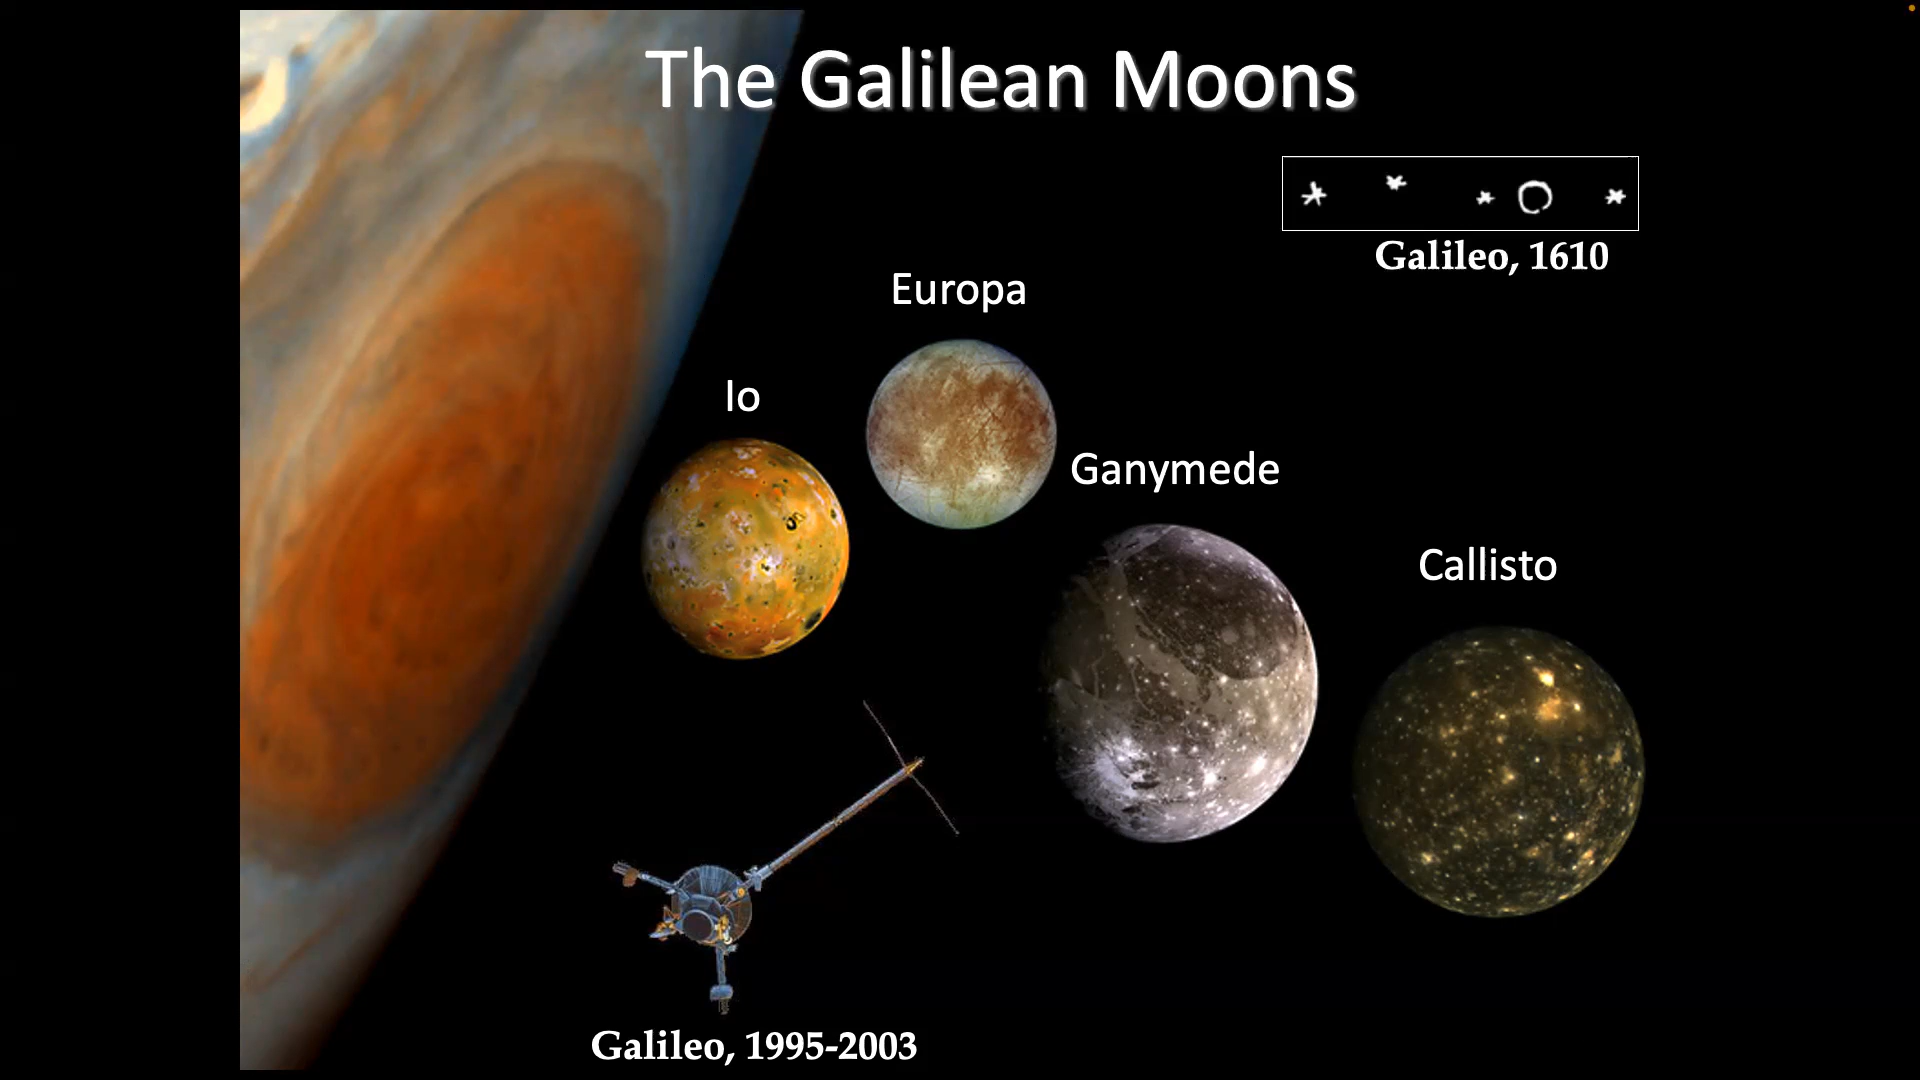 The Galilean Moons
Galileo, 1610
Europa
Io
Ganymede
Callisto
Galileo, 1995-2003